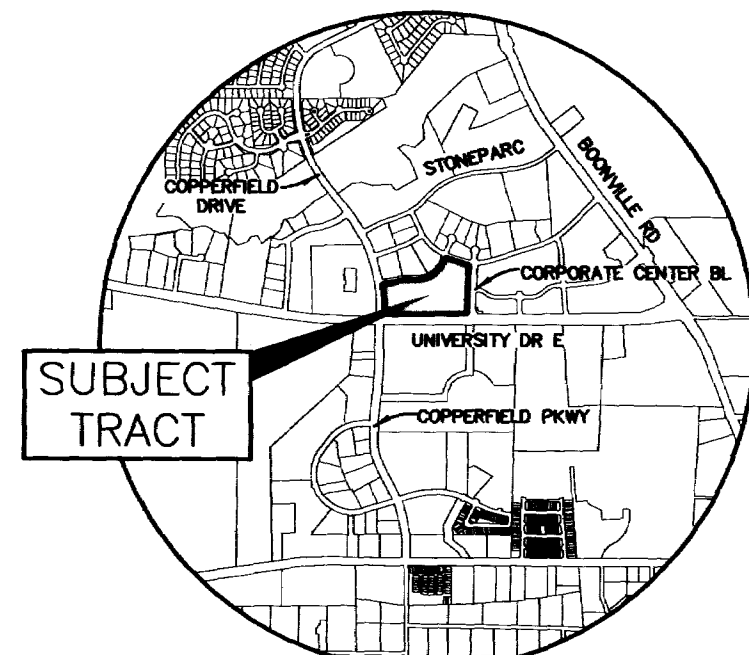 STONEPARC
BOONVILLE RD
COPPERFIELD
DRIVE
CORPORATE CENTER BL
UNIVERSITY DR E
SUBJECT
TRACT
COPPERFIELD PKWY